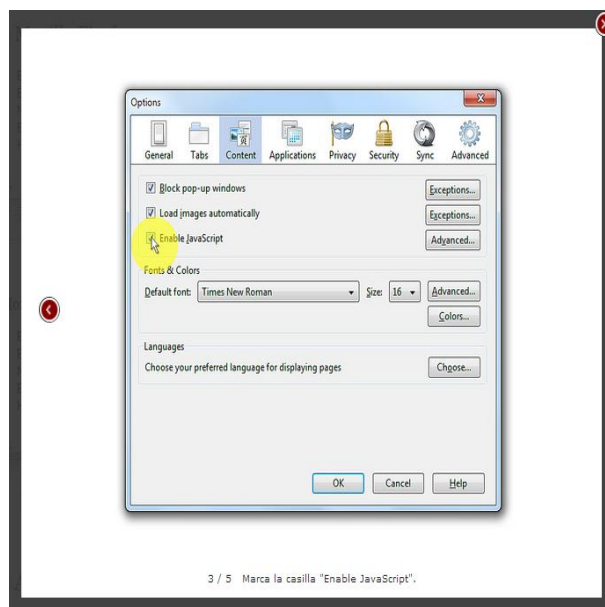 Options
General Tabs Content Applications Privacy Security Sync Advanced
Block pop-up windows Exceptions...
Load images automatically Exceptions...
Enable JavaScript Advanced...
Fonts & Colors
Default font: Times New Roman Size: 16 Advanced...
Colors...
Languages
Choose your preferred language for displaying pages Choose...
OK Cancel Help
3 / 5 Marca la casilla "Enable JavaScript".